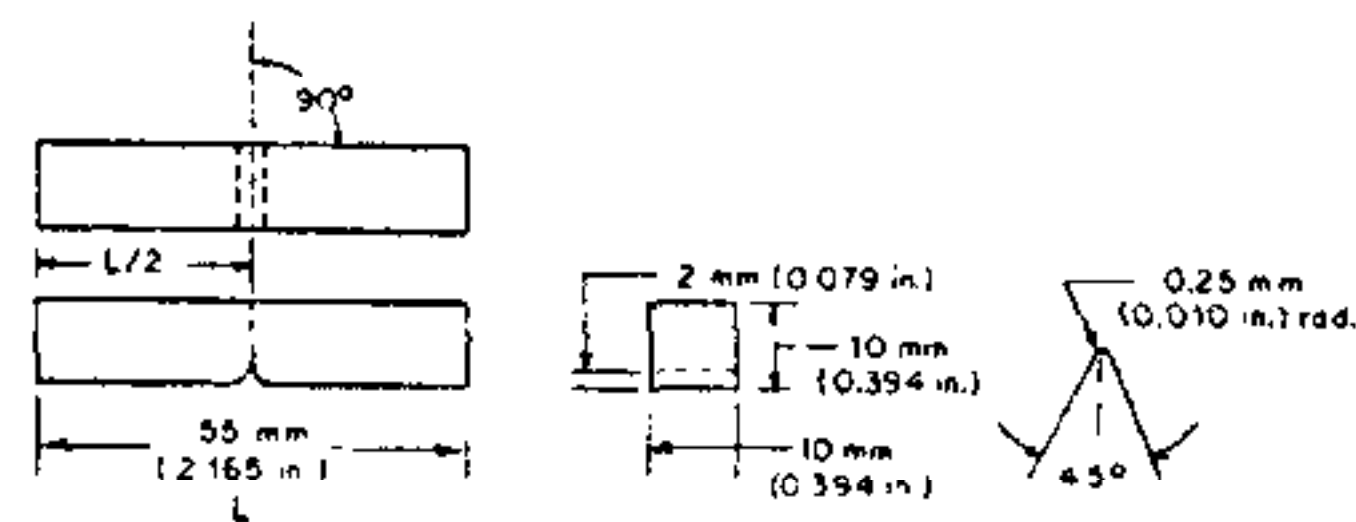 90°
L/2
2 mm (0.079 in.)
0.25 mm
(0.010 in.) rad.
10 mm
(0.394 in.)
55 mm
(2.165 in.)
10 mm
(0.394 in.)
45°
L